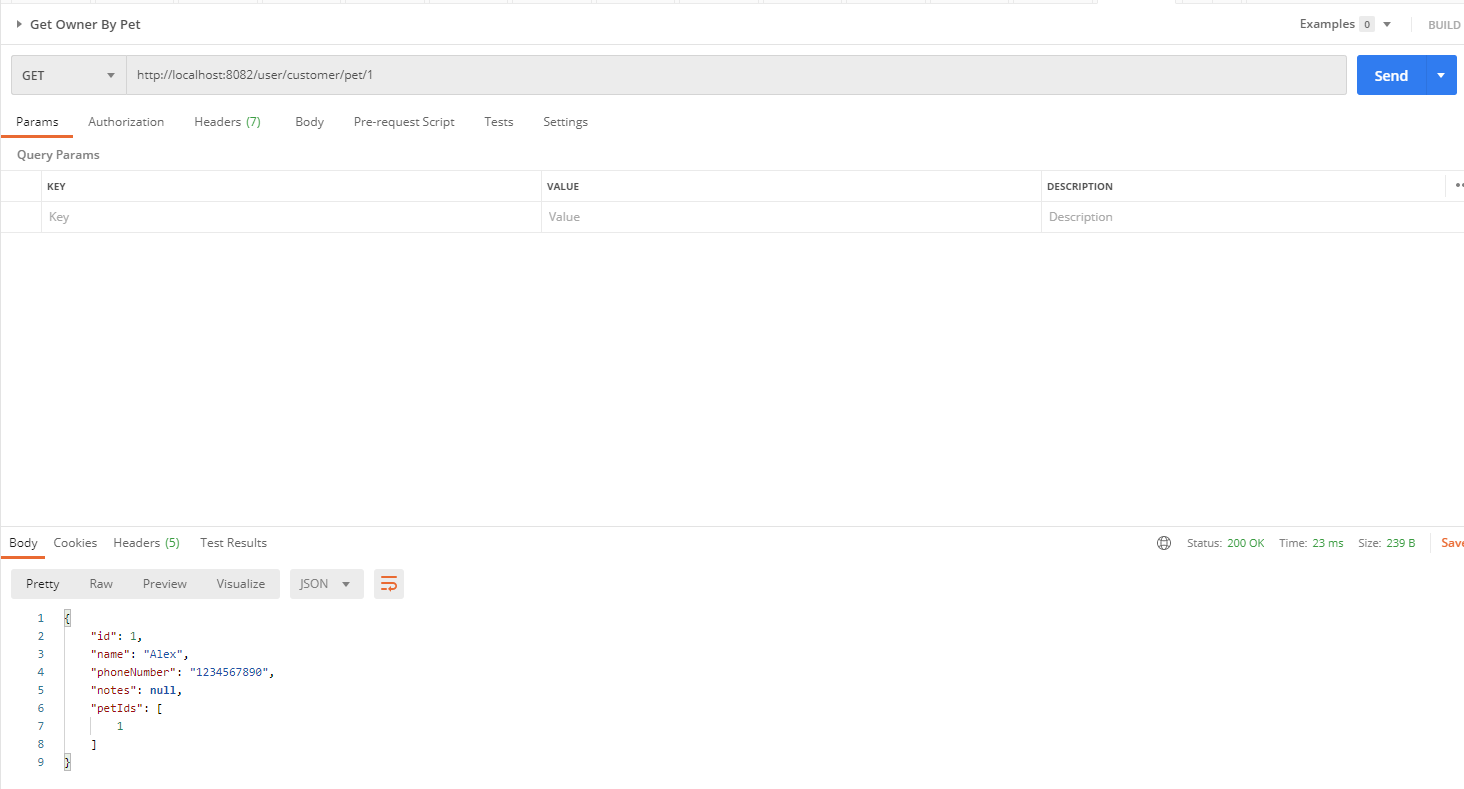 Get Owner By Pet Examples 0 BUILD
GET http://localhost:8082/user/customer/pet/1 Send
Params Authorization Headers (7) Body Pre-request Script Tests Settings
Query Params
KEY VALUE DESCRIPTION
Key Value Description
Body Cookies Headers (5) Test Results Status: 200 OK Time: 23 ms Size: 239 B Save
Pretty Raw Preview Visualize JSON
1 {
2 "id": 1,
3 "name": "Alex",
4 "phoneNumber": "1234567890",
5 "notes": null,
6 "petIds": [
7 1
8 ]
9 }